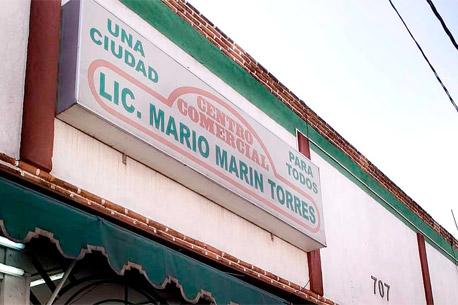 UNA
CIUDAD
CENTRO
COMERCIAL
LIC. MARIO MARIN TORRES
PARA
TODOS
707